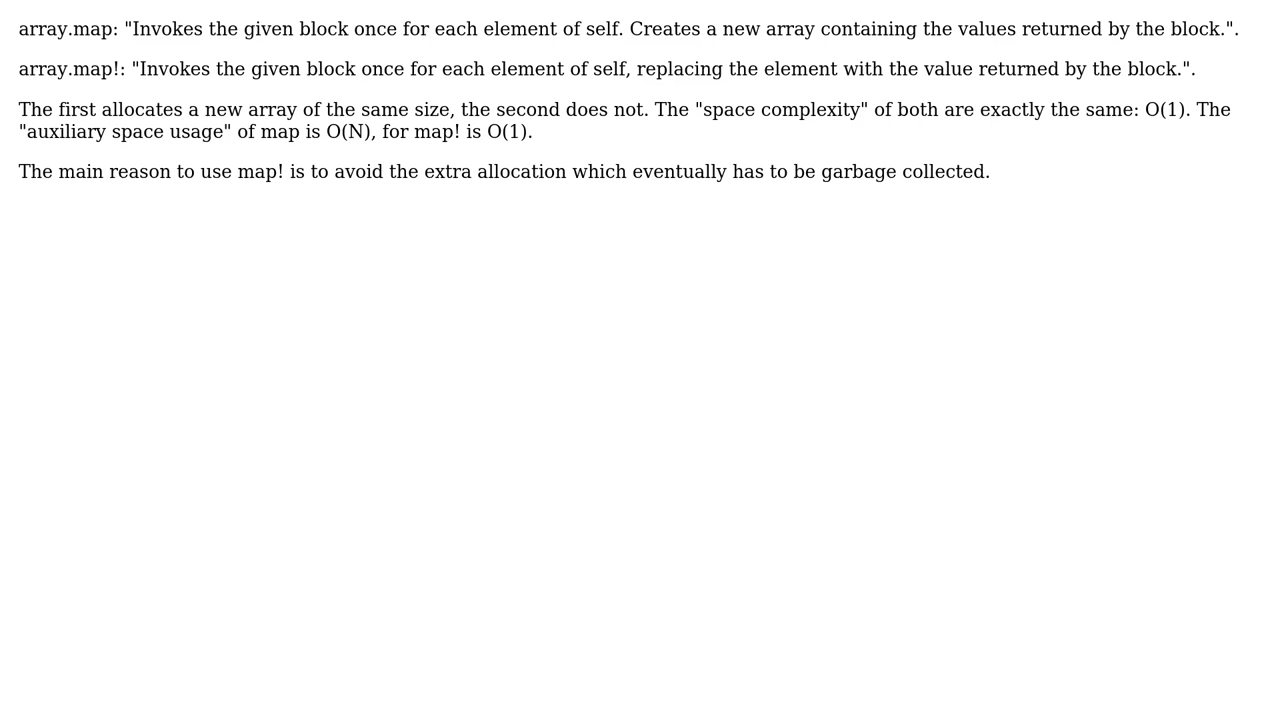 array.map: "Invokes the given block once for each element of self. Creates a new array containing the values returned by the block.".
array.map!: "Invokes the given block once for each element of self, replacing the element with the value returned by the block.".
The first allocates a new array of the same size, the second does not. The "space complexity" of both are exactly the same: O(1). The
"auxiliary space usage" of map is O(N), for map! is O(1).
The main reason to use map! is to avoid the extra allocation which eventually has to be garbage collected.